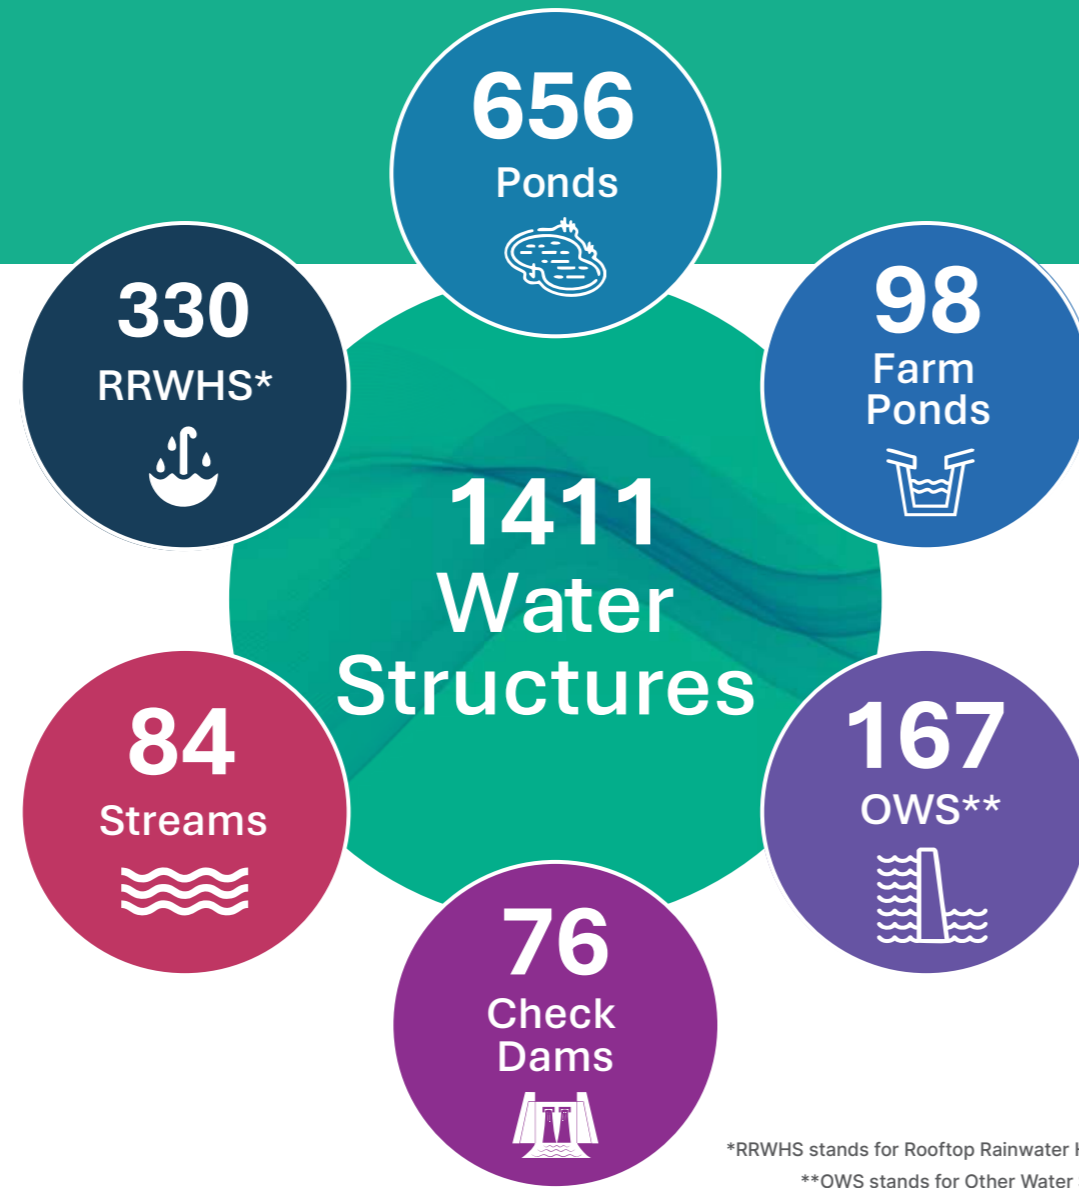 656
Ponds
330
RRWHS*
98
Farm
Ponds
1411
Water
Structures
84
Streams
167
OWS**
76
Check
Dams
*RRWHS stands for Rooftop Rainwater
**OWS stands for Other Water